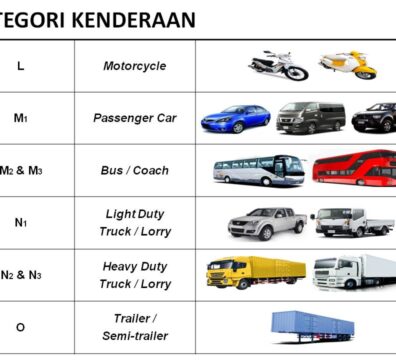 TEGORI KENDERAAN
L
Motorcycle
M1
Passenger Car
M2 & M3
Bus / Coach
N1
Light Duty
Truck / Lorry
N2 & N3
Heavy Duty
Truck / Lorry
O
Trailer /
Semi-trailer